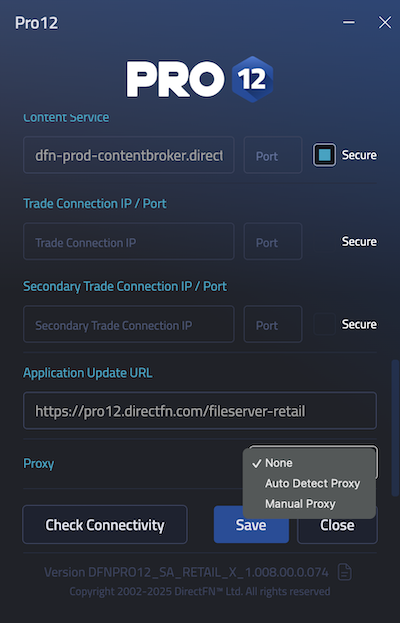 Pro12
PRO 12
Content Service
dfn-prod-contentbroker.direct
Port
Secure
Trade Connection IP / Port
Trade Connection IP
Port
Secure
Secondary Trade Connection IP / Port
Secondary Trade Connection IP
Port
Secure
Application Update URL
https://pro12.directfn.com/fileserver-retail
Proxy
✓ None
Auto Detect Proxy
Manual Proxy
Check Connectivity
Save
Close
Version DFNPRO12_SA_RETAIL_X_1.008.00.0.074
Copyright 2002-2025 DirectFN™ Ltd. All rights reserved